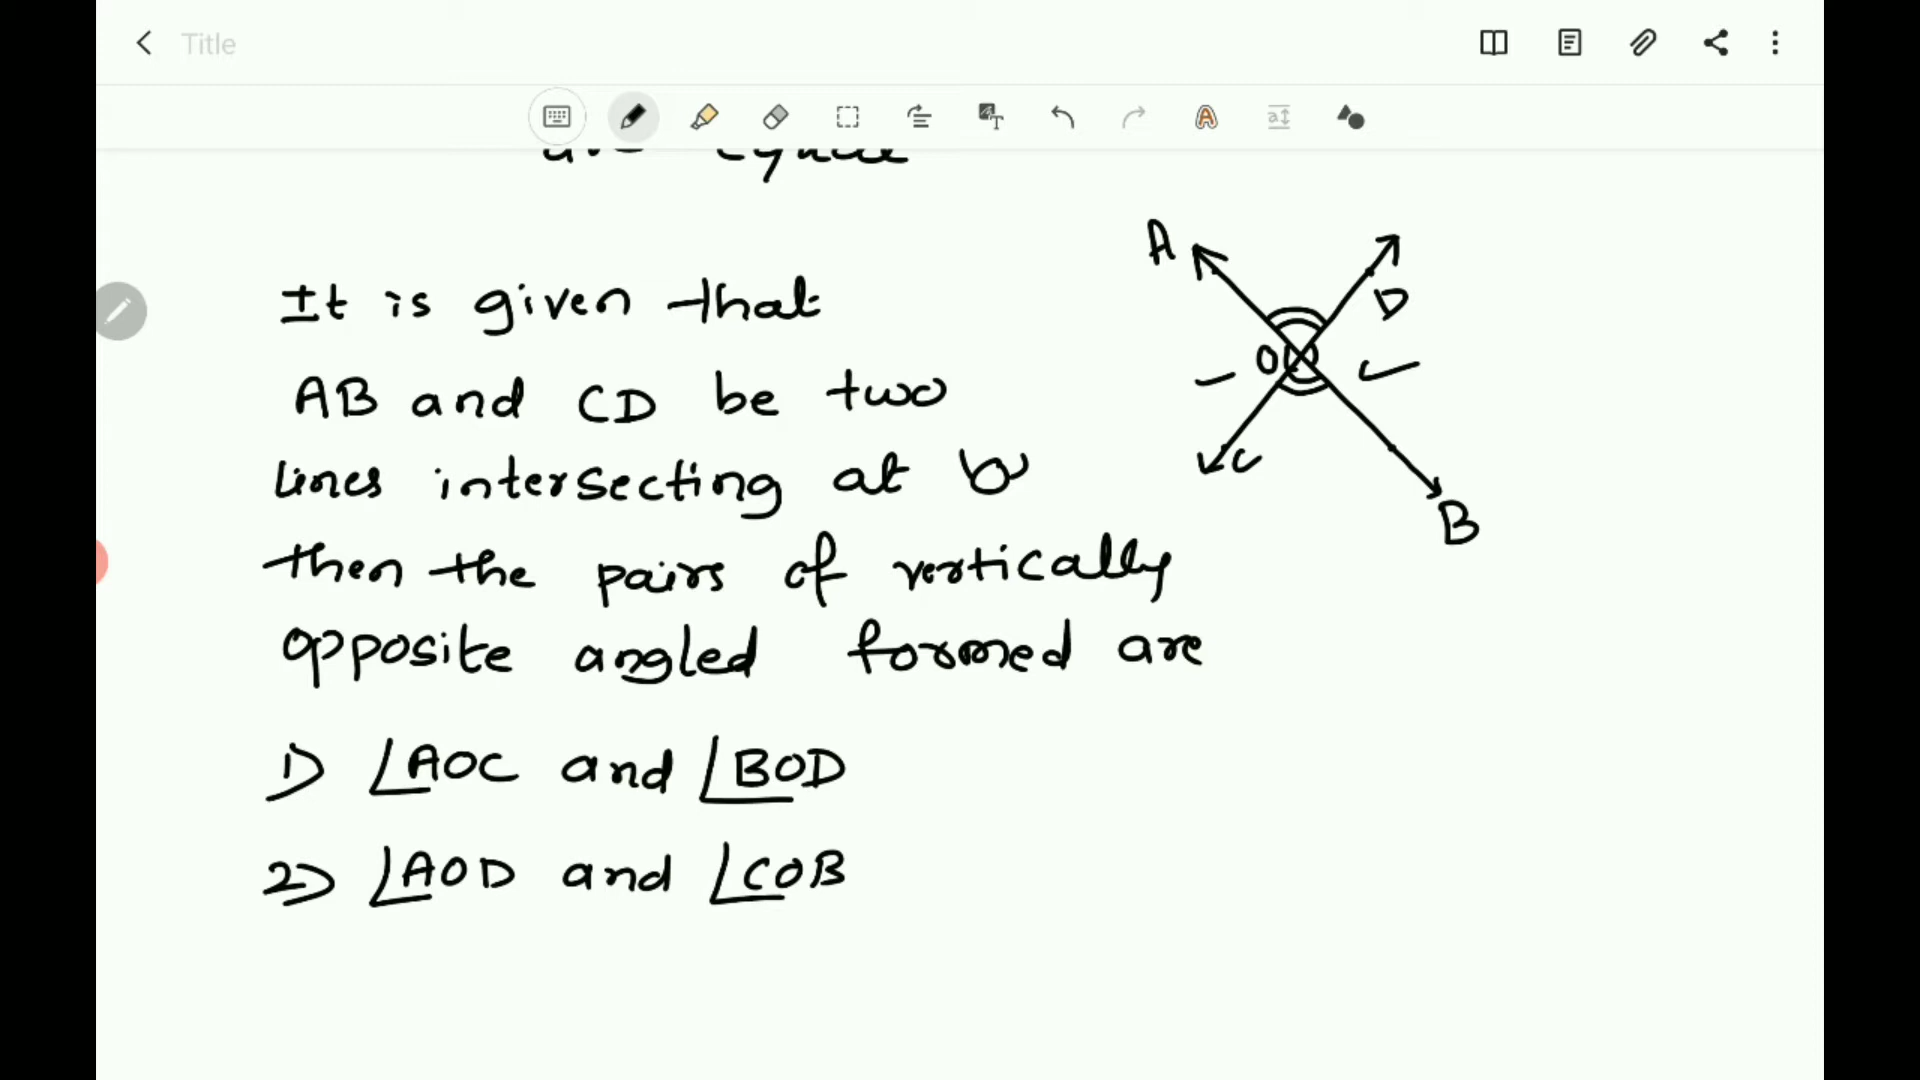 Title
It is given that
AB and CD be two
lines intersecting at O
then the pairs of vertically
opposite angled formed are
1) ∠AOC and ∠BOD
2) ∠AOD and ∠COB
A
D
O
C
B